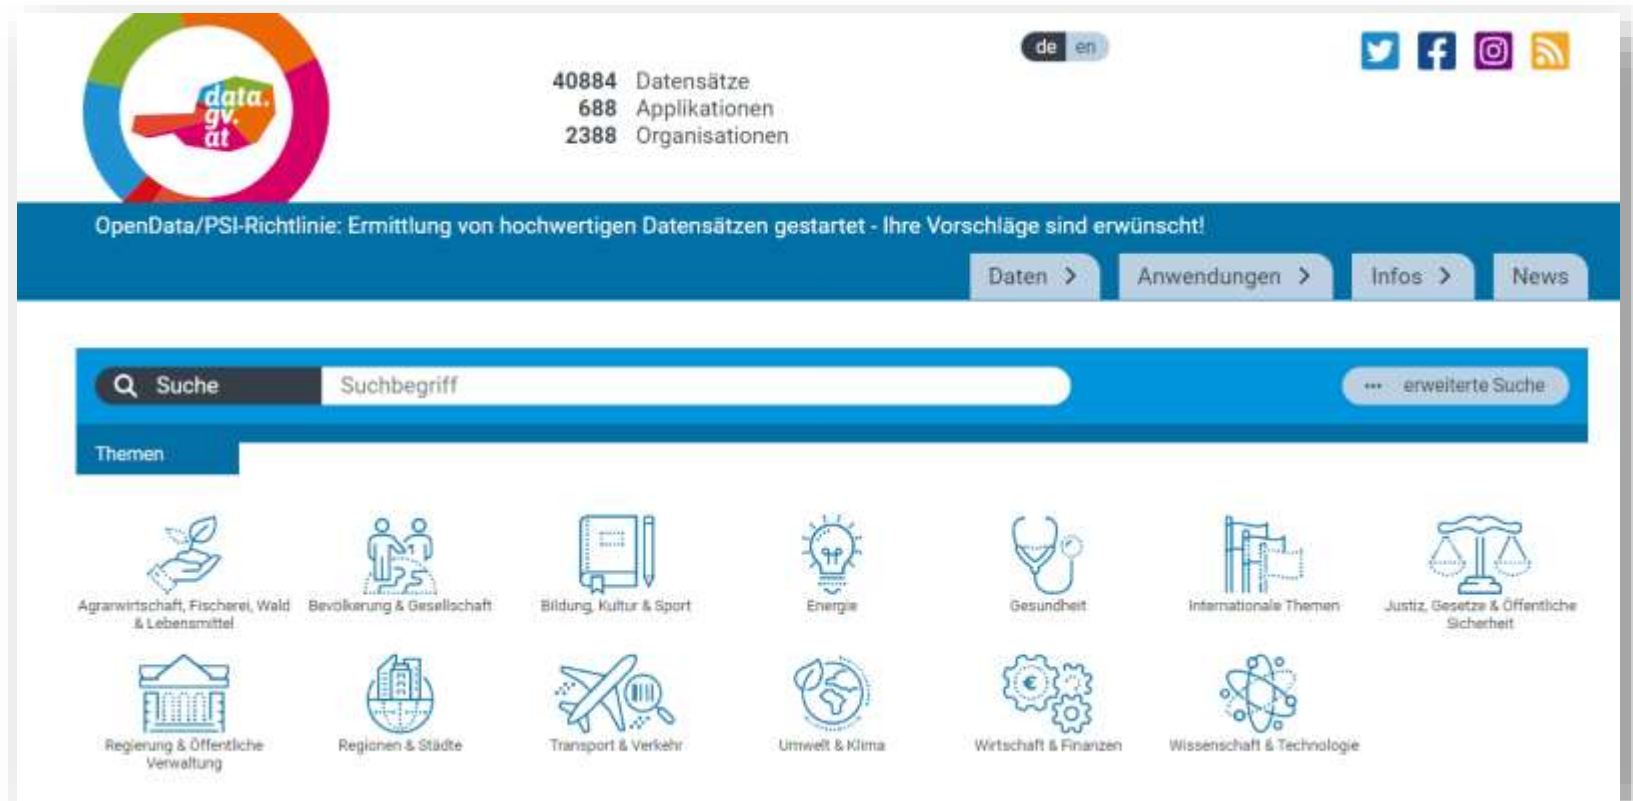 data.
gv.
at
40884 Datensätze
688 Applikationen
2388 Organisationen
de en
OpenData/PSI-Richtlinie: Ermittlung von hochwertigen Datensätzen gestartet - Ihre Vorschläge sind erwünscht!
Daten > Anwendungen > Infos > News
Suche Suchbegriff ••• erweiterte Suche
Themen
Agrarwirtschaft, Fischerei, Wald
& Lebensmittel
Bevölkerung & Gesellschaft
Bildung, Kultur & Sport
Energie
Gesundheit
Internationale Themen
Justiz, Gesetze & Öffentliche
Sicherheit
Regierung & Öffentliche
Verwaltung
Regionen & Städte
Transport & Verkehr
Umwelt & Klima
Wirtschaft & Finanzen
Wissenschaft & Technologie